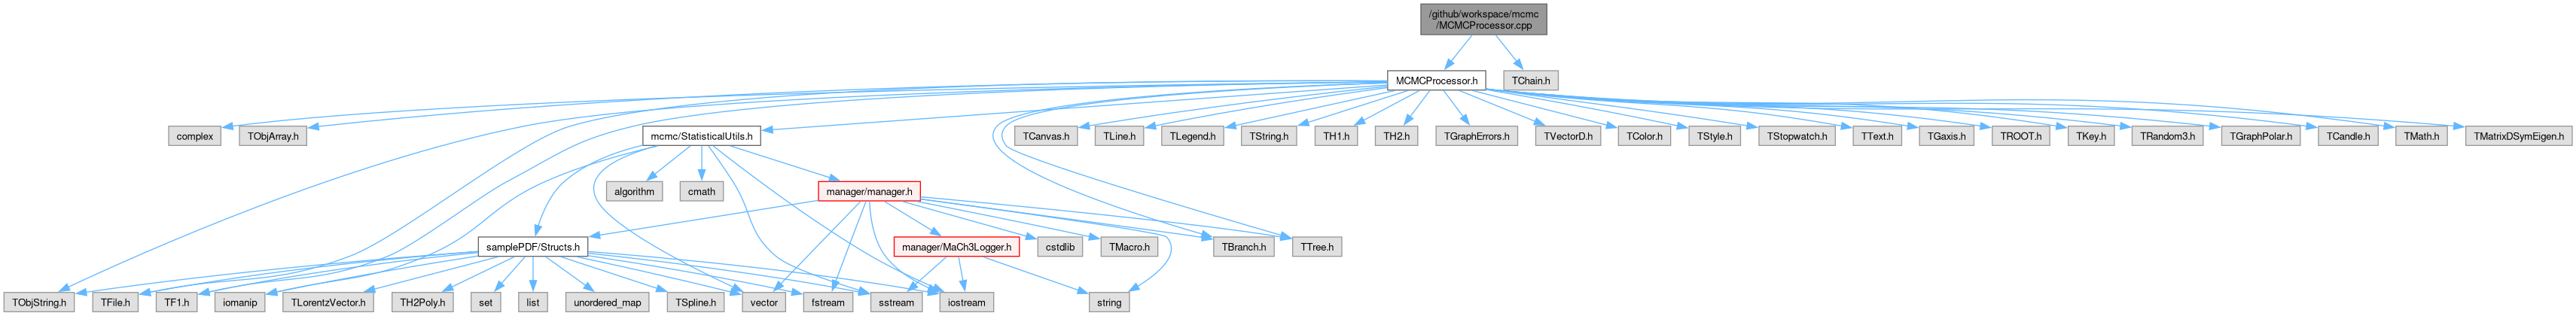 /github/workspace/mcmc
/MCMCProcessor.cpp
MCMCProcessor.h
TChain.h
complex
TObjArray.h
mcmc/StatisticalUtils.h
TCanvas.h
TLine.h
TLegend.h
TString.h
TH1.h
TH2.h
TGraphErrors.h
TVectorD.h
TColor.h
TStyle.h
TStopwatch.h
TText.h
TGaxis.h
TROOT.h
TKey.h
TRandom3.h
TGraphPolar.h
TCandle.h
TMath.h
TMatrixDSymEigen.h
algorithm
cmath
manager/manager.h
samplePDF/Structs.h
manager/MaCh3Logger.h
cstdlib
TMacro.h
TBranch.h
TTree.h
TObjString.h
TFile.h
TF1.h
iomanip
TLorentzVector.h
TH2Poly.h
set
list
unordered_map
TSpline.h
vector
fstream
sstream
iostream
string